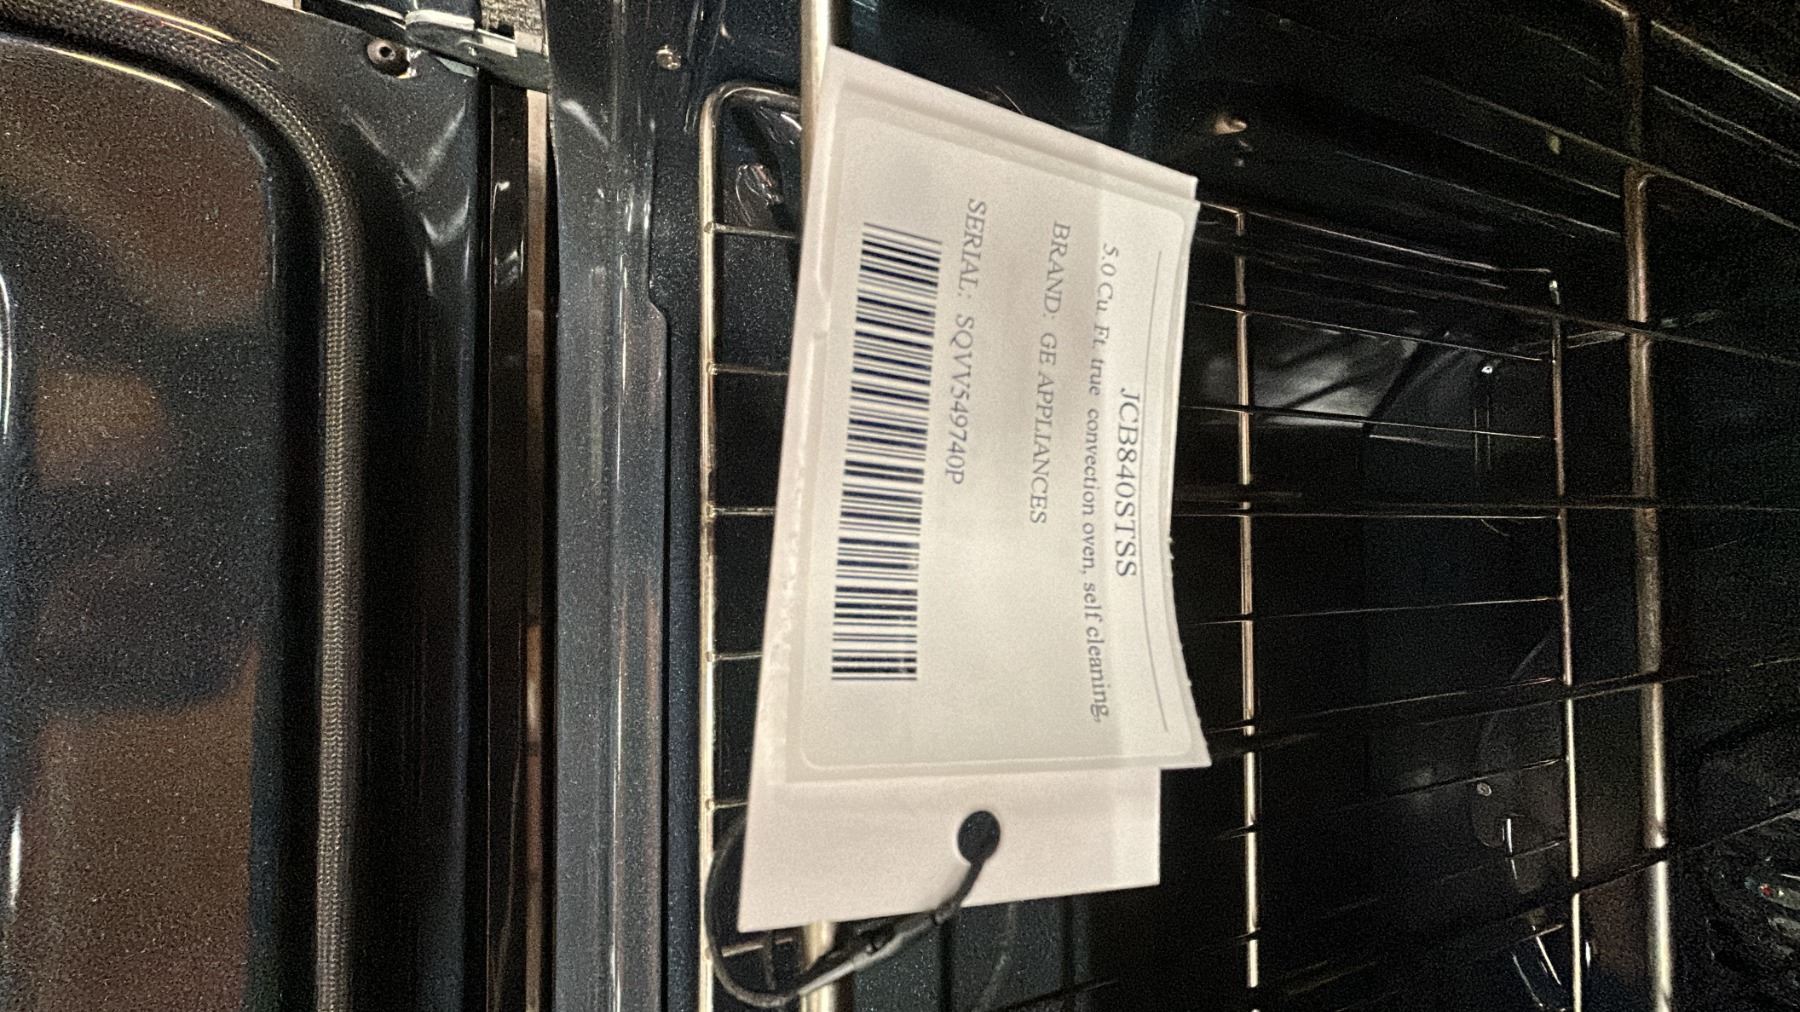 JCB840STSS
5.0 Cu. Ft. true convection oven, self cleaning,
BRAND: GE APPLIANCES
SERIAL: SQVV549740P